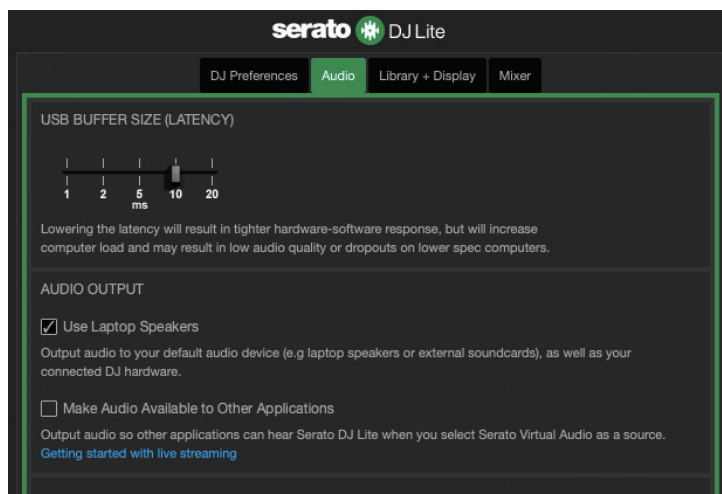 serato DJ Lite
DJ Preferences Audio Library + Display Mixer
USB BUFFER SIZE (LATENCY)
1 2 5 10 20
ms
Lowering the latency will result in tighter hardware-software response, but will increase
computer load and may result in low audio quality or dropouts on lower spec computers.
AUDIO OUTPUT
Use Laptop Speakers
Output audio to your default audio device (e.g laptop speakers or external soundcards), as well as your
connected DJ hardware.
Make Audio Available to Other Applications
Output audio so other applications can hear Serato DJ Lite when you select Serato Virtual Audio as a source.
Getting started with live streaming